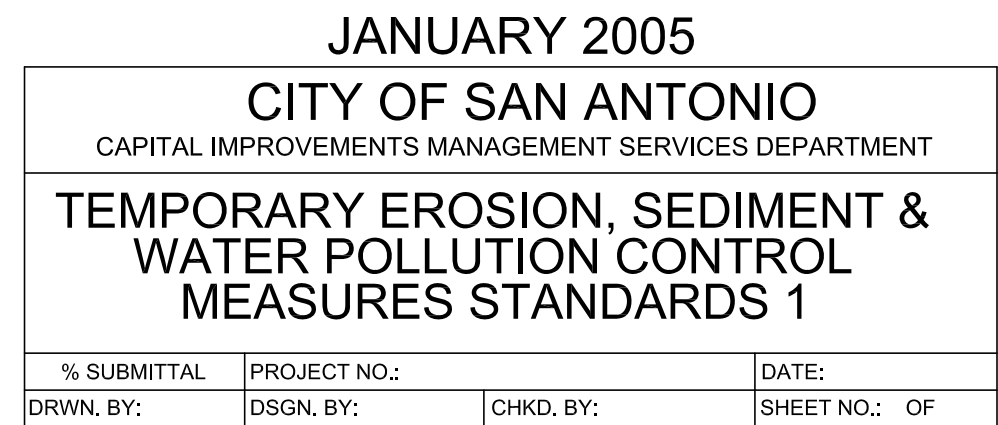 JANUARY 2005
CITY OF SAN ANTONIO
CAPITAL IMPROVEMENTS MANAGEMENT SERVICES DEPARTMENT
TEMPORARY EROSION, SEDIMENT &
WATER POLLUTION CONTROL
MEASURES STANDARDS 1
% SUBMITTAL PROJECT NO.: DATE:
DRWN. BY: DSGN. BY: CHKD. BY: SHEET NO.: OF